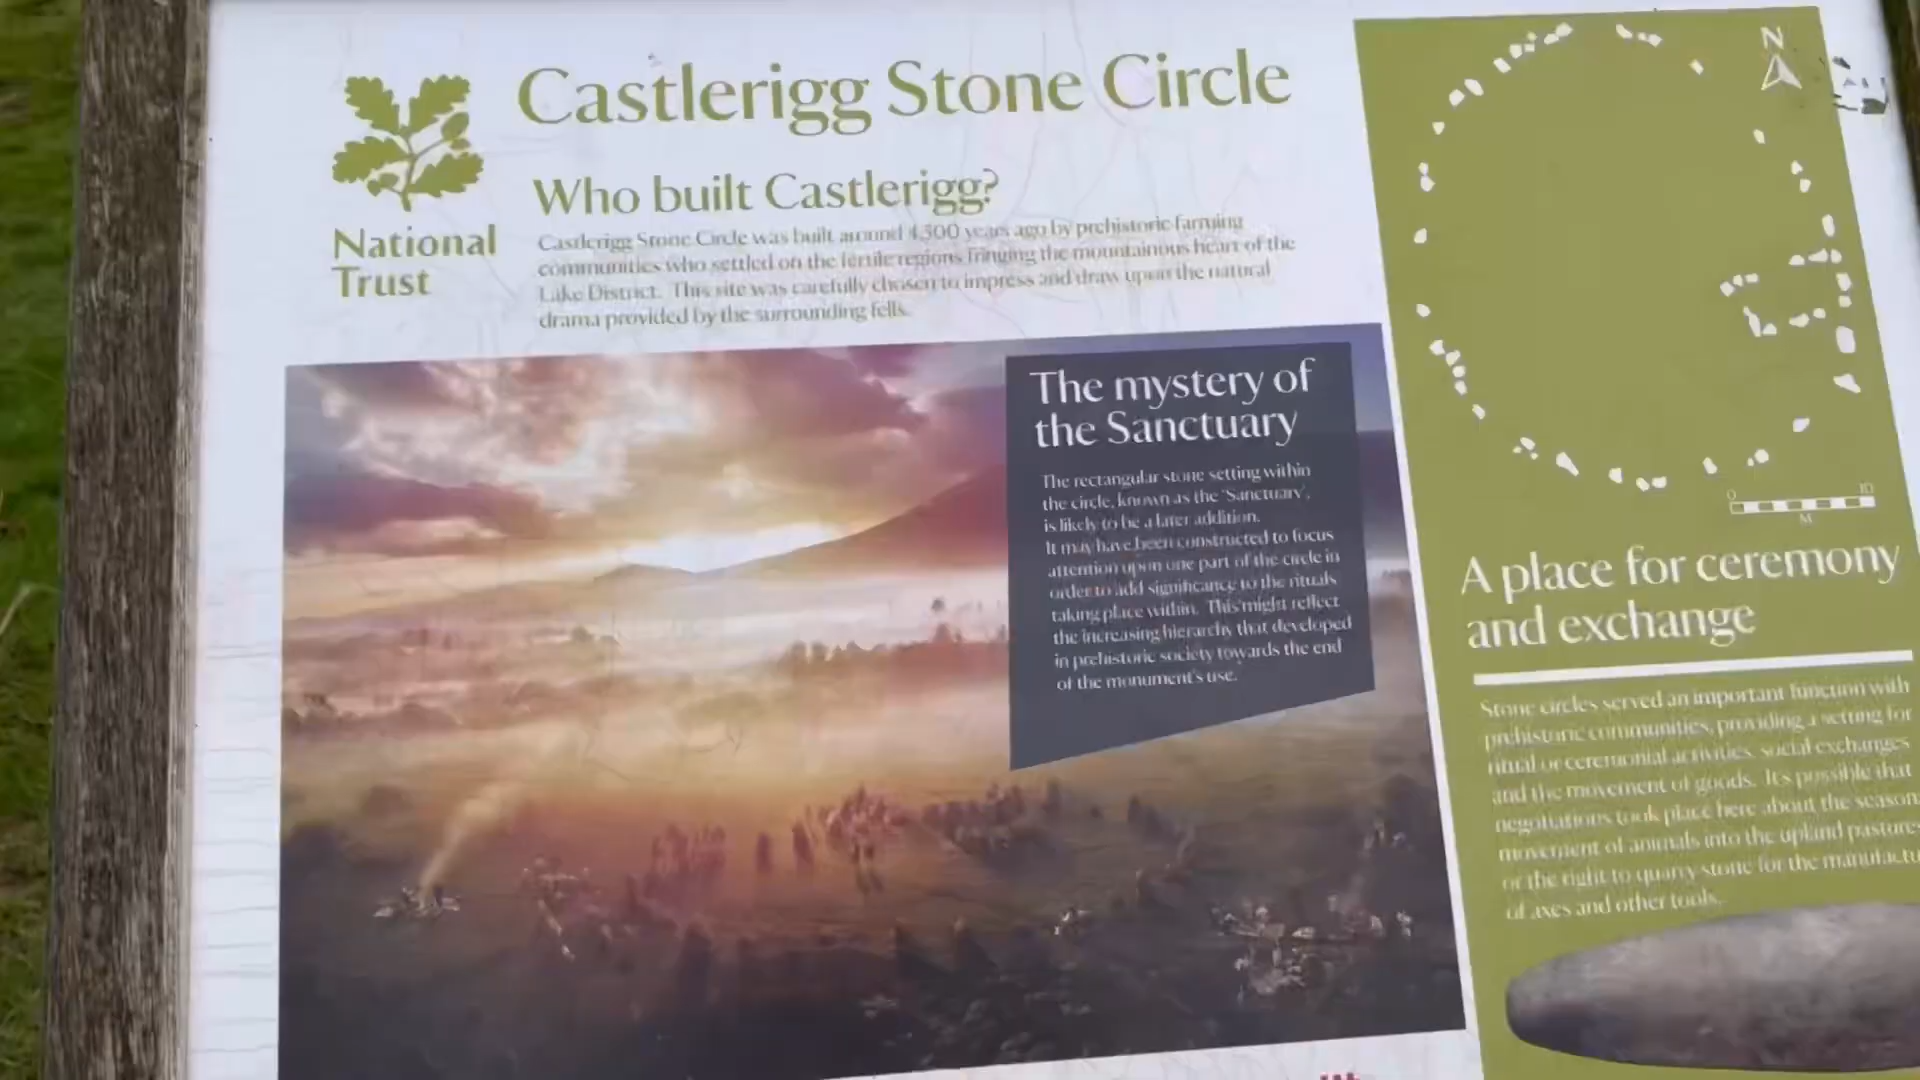 Castlerigg Stone Circle
National
Trust
Who built Castlerigg?
Castlerigg Stone Circle was built around 4,500 years ago by prehistoric farming
communities who settled on the fertile regions fringing the mountainous heart of the
Lake District. This site was carefully chosen to impress and draw upon the natural
drama provided by the surrounding fells.
The mystery of
the Sanctuary
The rectangular stone setting within
the circle, known as the 'Sanctuary',
is likely to be a later addition.
It may have been constructed to focus
attention upon one part of the circle in
order to add significance to the rituals
taking place within. This might reflect
the increasing hierarchy that developed
in prehistoric society towards the end
of the monument's use.
N
0 10
M
A place for ceremony
and exchange
Stone circles served an important function with
prehistoric communities, providing a setting for
ritual or ceremonial activities, social exchanges
and the movement of goods. It's possible that
negotiations took place here about the season
movement of animals into the upland pastures
or the right to quarry stone for the manufactu
of axes and other tools.